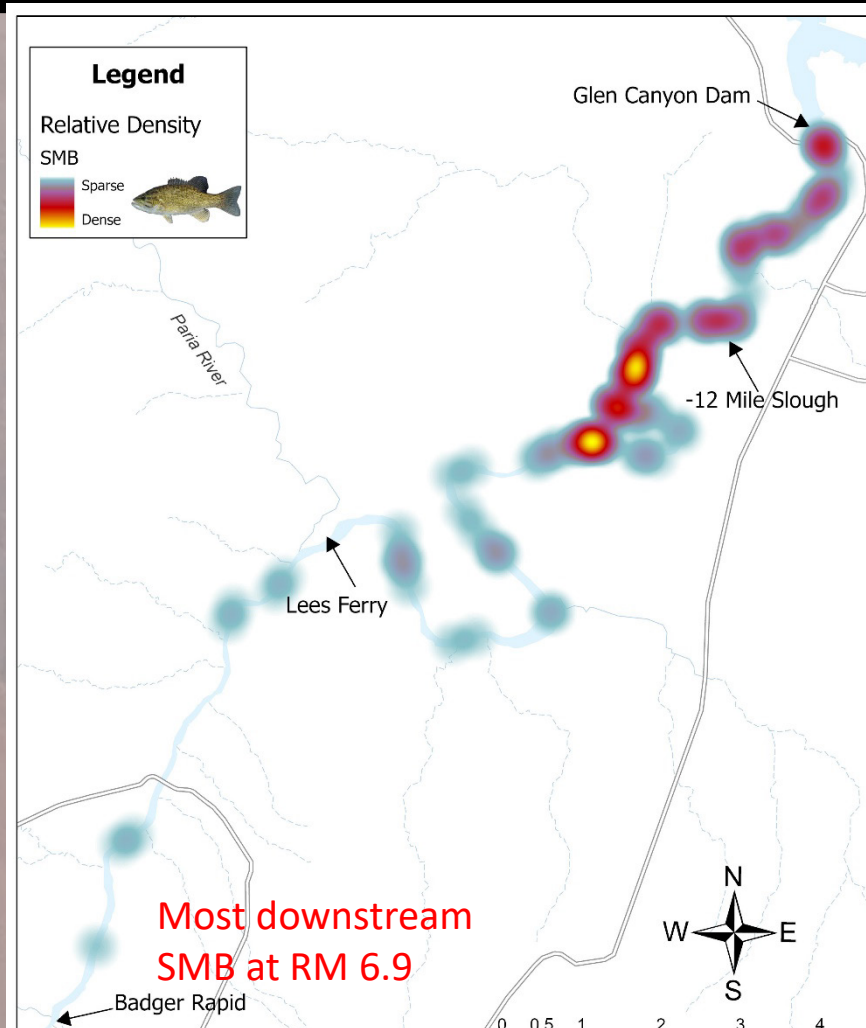 Legend
Relative Density
SMB
Sparse
Dense
Glen Canyon Dam
Paria River
-12 Mile Slough
Lees Ferry
Most downstream
SMB at RM 6.9
Badger Rapid
N
W E
S
0 0.5 1 2 3 4